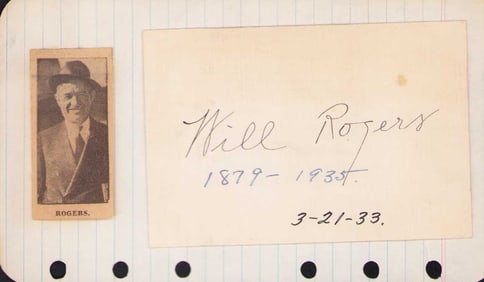 ROGERS.
Will Rogers
1879-1935.
3-21-33.